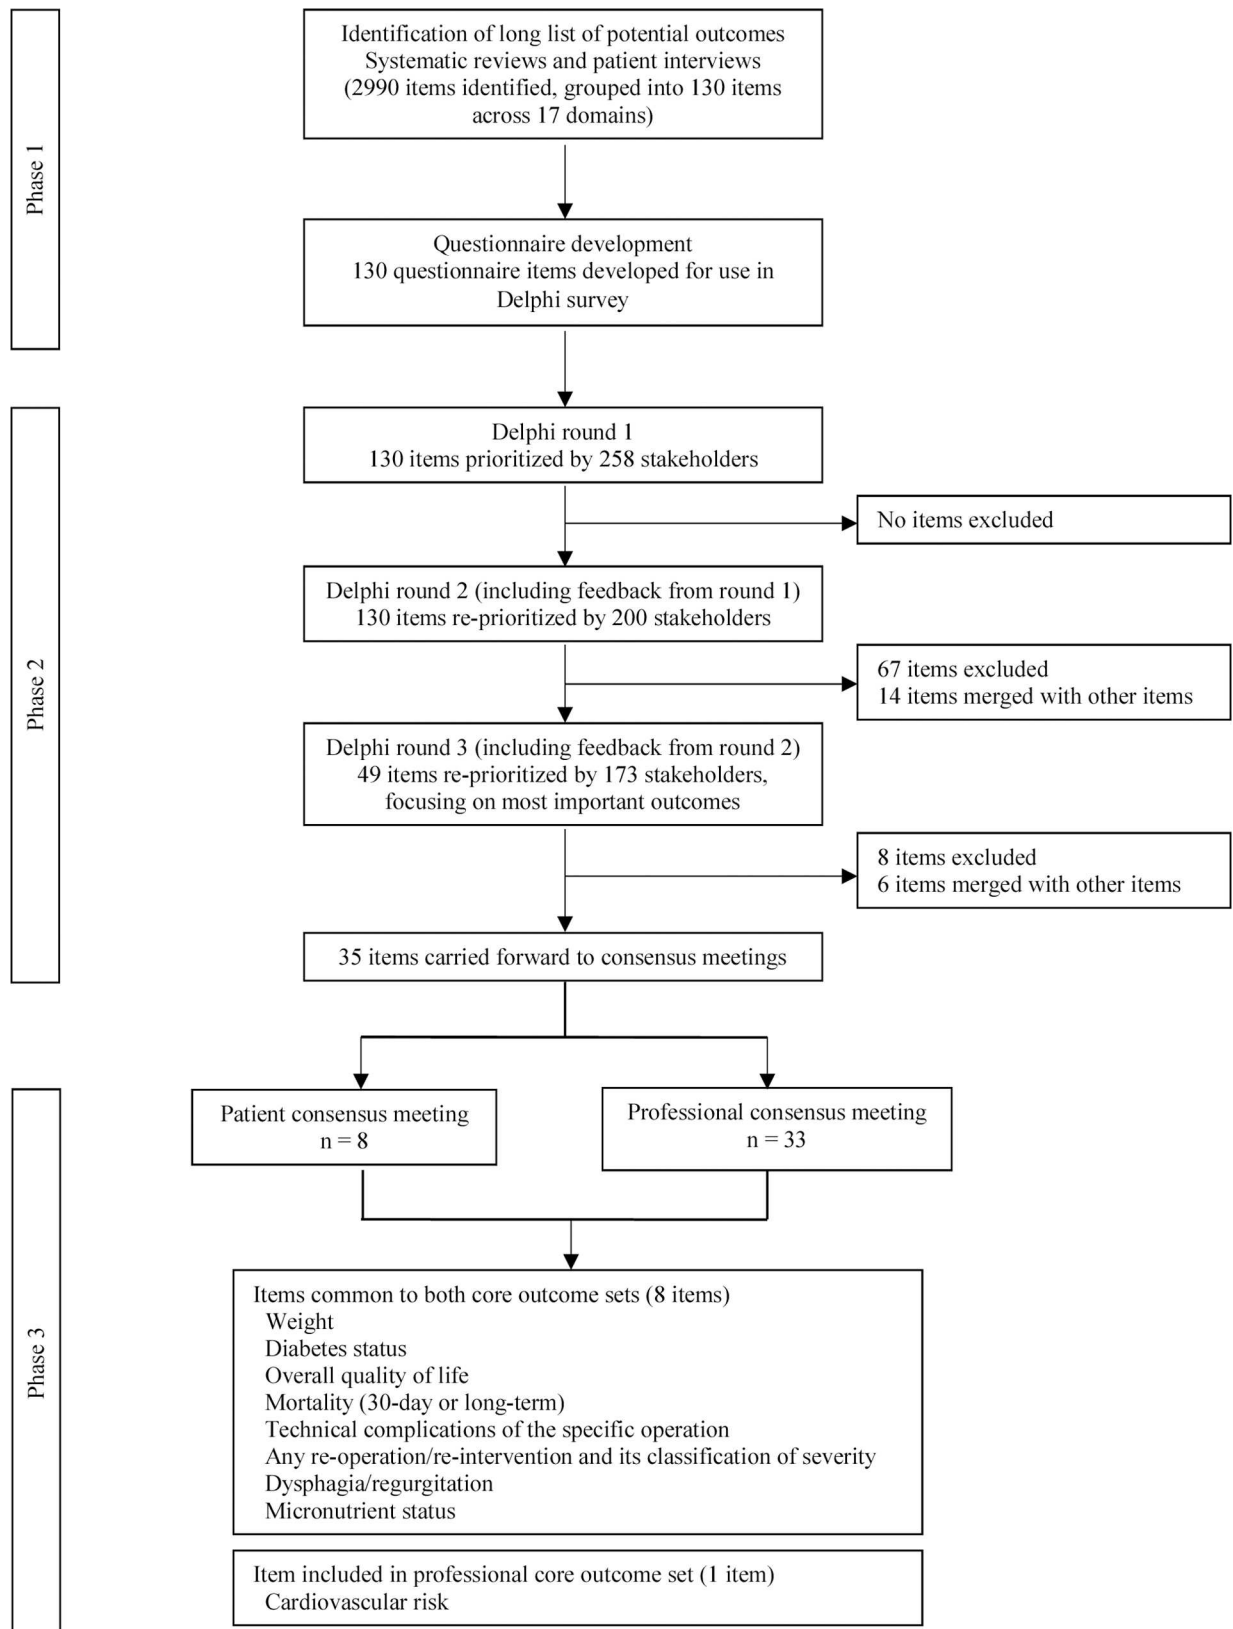 Phase 1
Identification of long list of potential outcomes
Systematic reviews and patient interviews
(2990 items identified, grouped into 130 items
across 17 domains)
Questionnaire development
130 questionnaire items developed for use in
Delphi survey
Phase 2
Delphi round 1
130 items prioritized by 258 stakeholders
No items excluded
Delphi round 2 (including feedback from round 1)
130 items re-prioritized by 200 stakeholders
67 items excluded
14 items merged with other items
Delphi round 3 (including feedback from round 2)
49 items re-prioritized by 173 stakeholders,
focusing on most important outcomes
8 items excluded
6 items merged with other items
35 items carried forward to consensus meetings
Phase 3
Patient consensus meeting
n = 8
Professional consensus meeting
n = 33
Items common to both core outcome sets (8 items)
Weight
Diabetes status
Overall quality of life
Mortality (30-day or long-term)
Technical complications of the specific operation
Any re-operation/re-intervention and its classification of severity
Dysphagia/regurgitation
Micronutrient status
Item included in professional core outcome set (1 item)
Cardiovascular risk